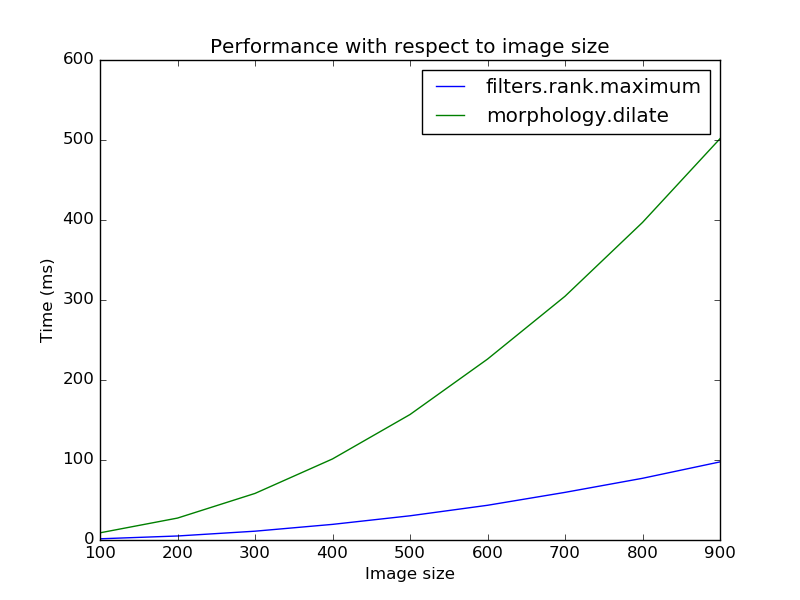 Performance with respect to image size
filters.rank.maximum
morphology.dilate
600
500
400
300
200
100
0
Time (ms)
100 200 300 400 500 600 700 800 900
Image size